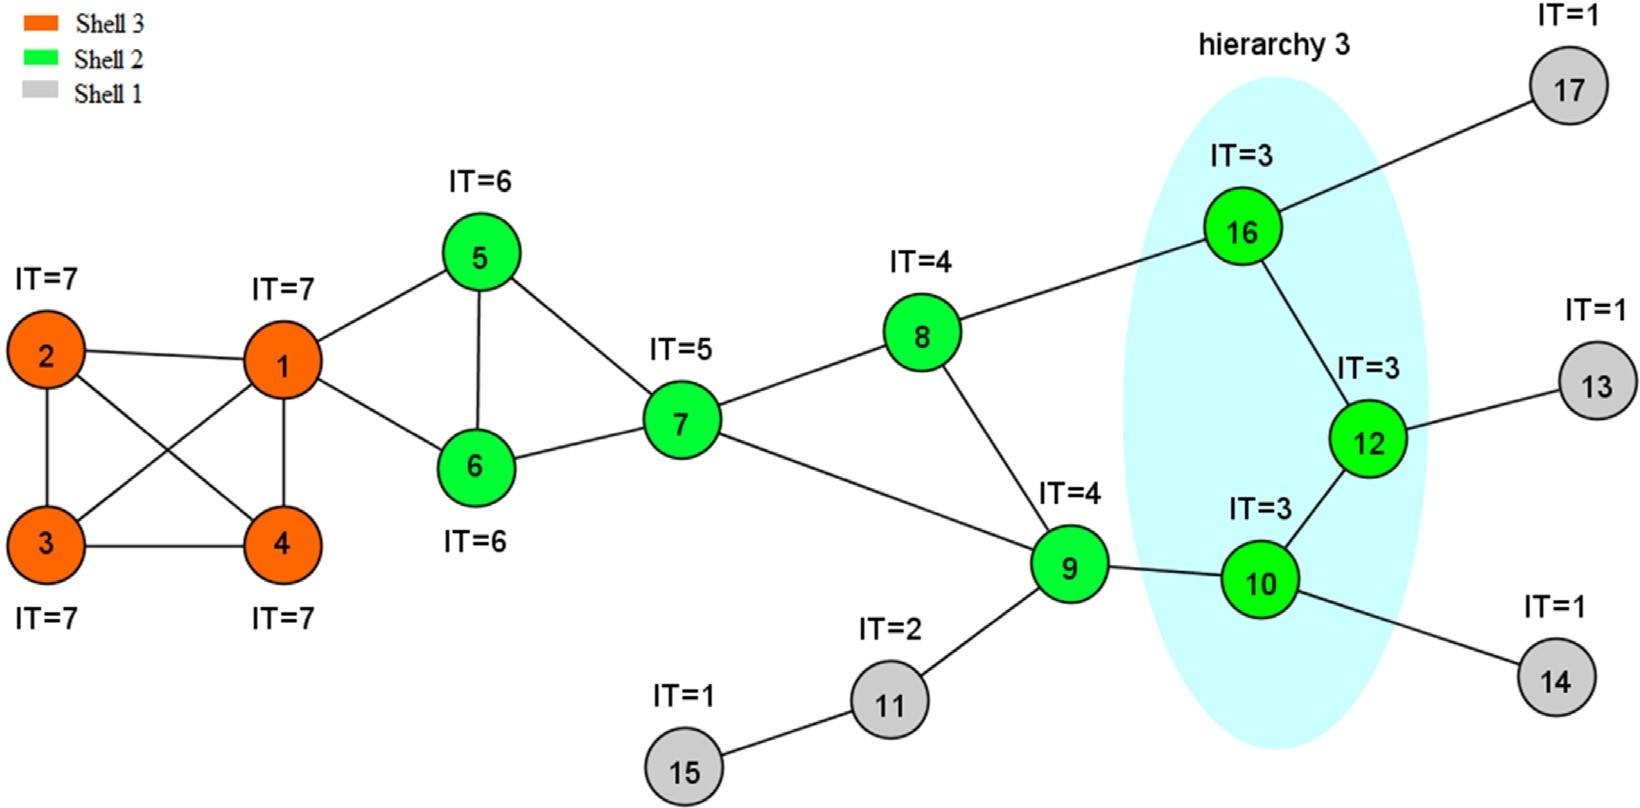 Shell 3
Shell 2
Shell 1
hierarchy 3
IT=1
17
IT=3
16
IT=6
5
IT=4
8
IT=7
2
IT=7
1
IT=5
7
IT=1
13
IT=3
12
6
IT=6
IT=4
9
IT=3
10
3
IT=7
4
IT=7
IT=2
11
IT=1
14
IT=1
15